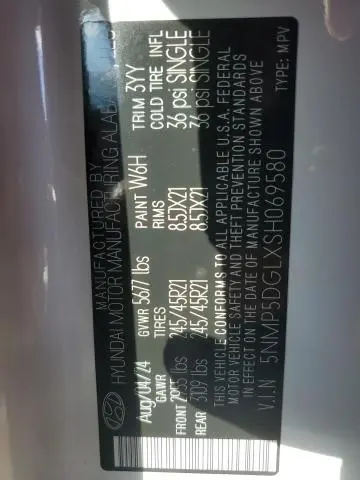 MANUFACTURED BY
HYUNDAI MOTOR MANUFACTURING ALABAMA, LLC
Aug/04/24 GVWR 5677 lbs PAINT W6H TRIM 3YY
GAWR TIRES RIMS COLD TIRE INFL
FRONT 2955 lbs 245/45R21 8.5JX21 36 psi SINGLE
REAR 3109 lbs 245/45R21 8.5JX21 36 psi SINGLE
THIS VEHICLE CONFORMS TO ALL APPLICABLE U.S.A. FEDERAL
MOTOR VEHICLE SAFETY AND THEFT PREVENTION STANDARDS
IN EFFECT ON THE DATE OF MANUFACTURE SHOWN ABOVE
V.I.N 5NMP5DGLXSH069580 TYPE: MPV